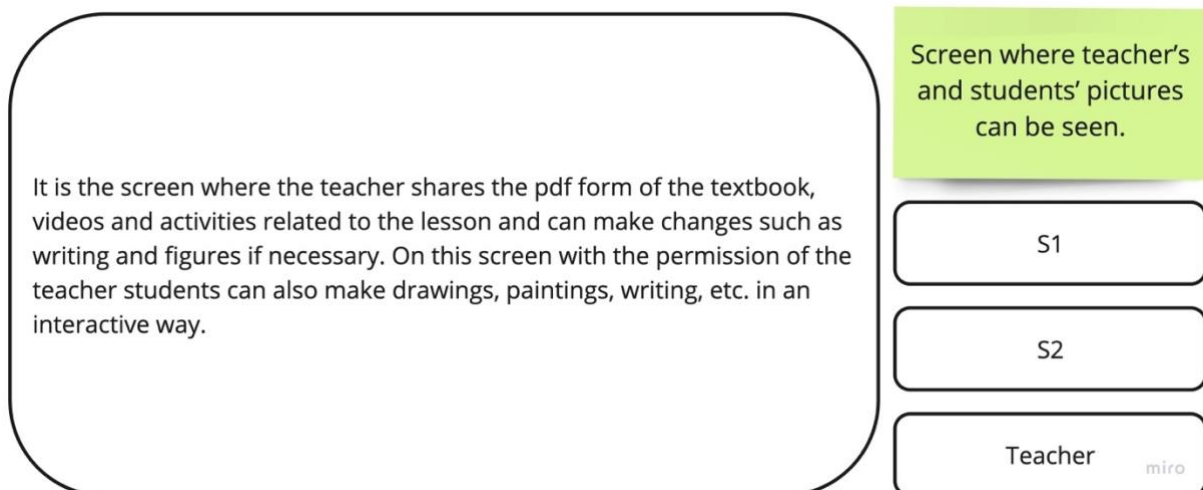 It is the screen where the teacher shares the pdf form of the textbook,
videos and activities related to the lesson and can make changes such as
writing and figures if necessary. On this screen with the permission of the
teacher students can also make drawings, paintings, writing, etc. in an
interactive way.
Screen where teacher’s
and students’ pictures
can be seen.
S1
S2
Teacher
miro